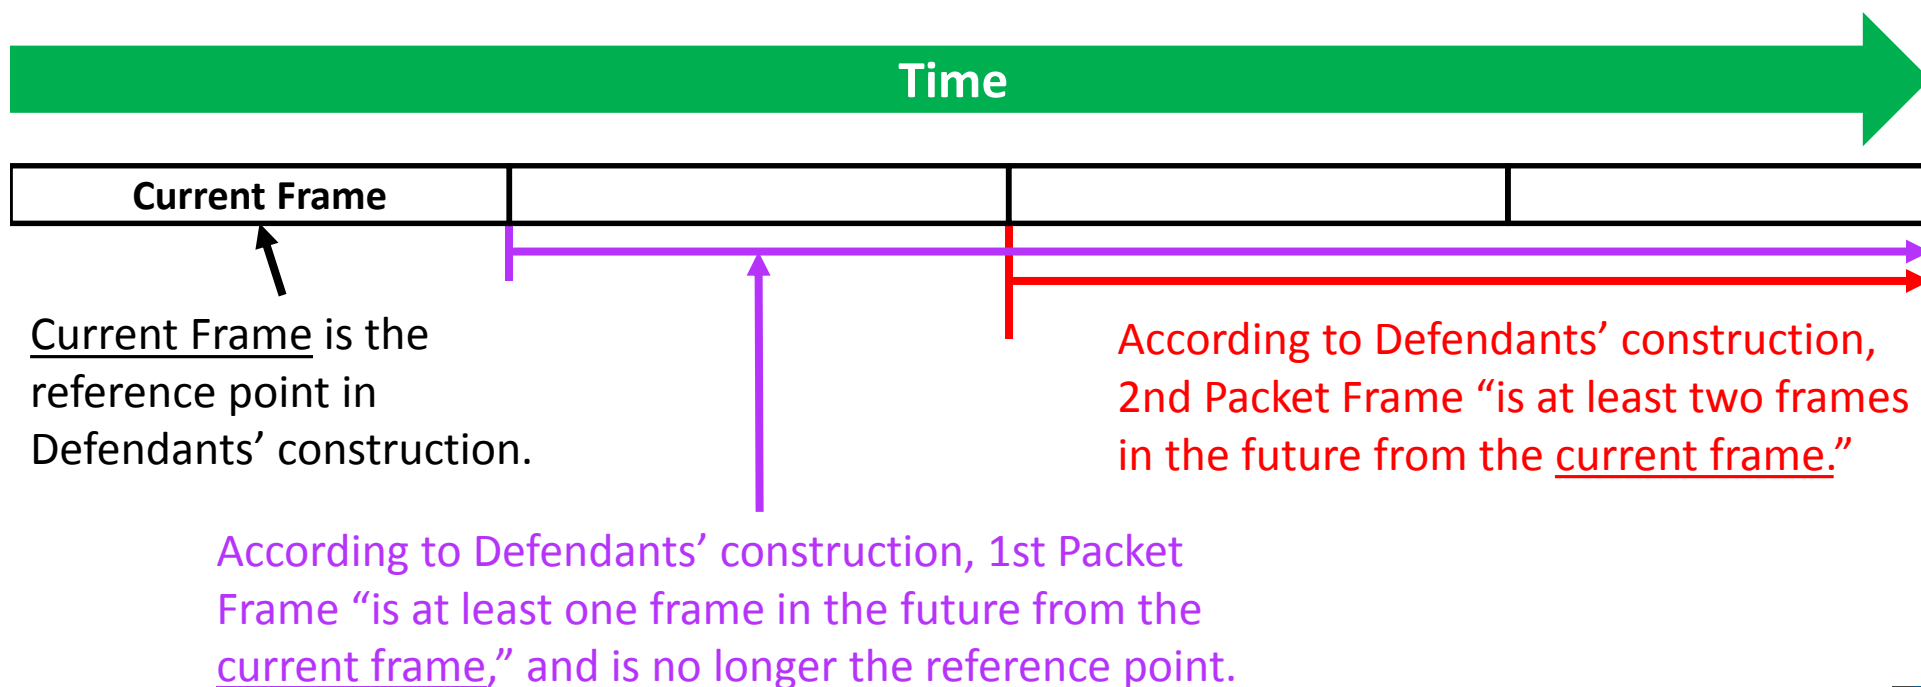 Time
Current Frame
Current Frame is the
reference point in
Defendants’ construction.
According to Defendants’ construction,
2nd Packet Frame “is at least two frames
in the future from the current frame.”
According to Defendants’ construction, 1st Packet
Frame “is at least one frame in the future from the
current frame,” and is no longer the reference point.